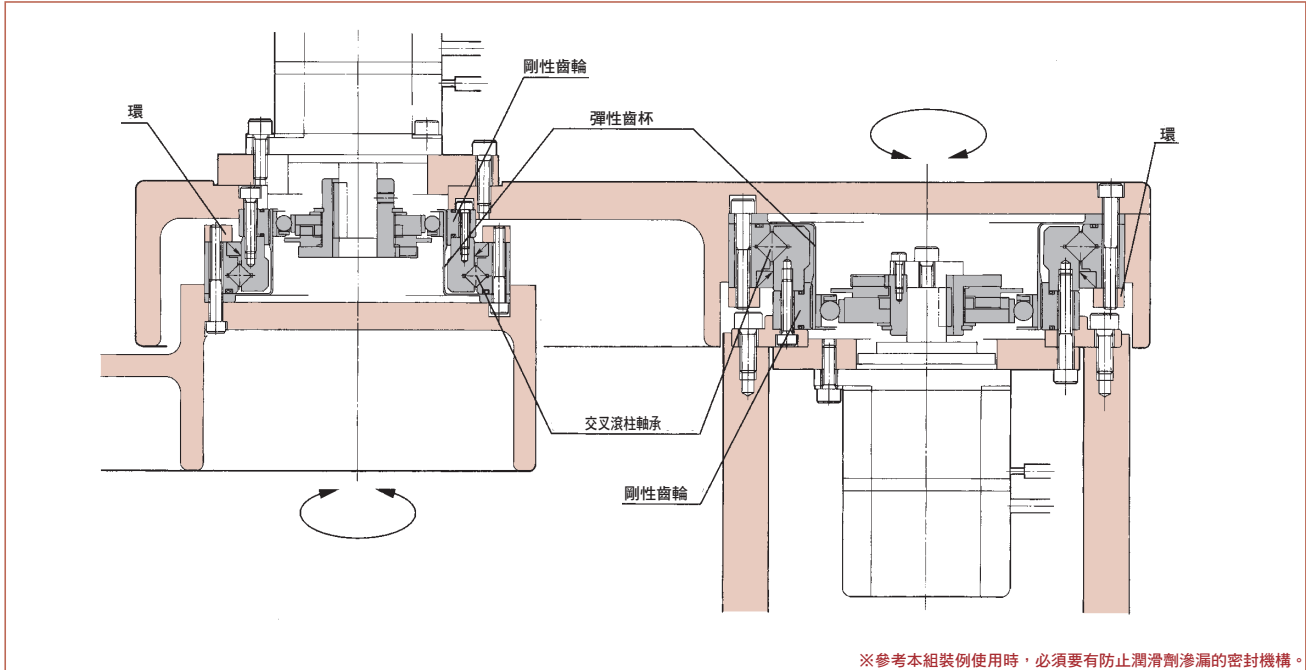 剛性齒輪
環
彈性齒杯
環
交叉滾柱軸承
剛性齒輪
※參考本組裝例使用時，必須要有防止潤滑劑滲漏的密封機構。